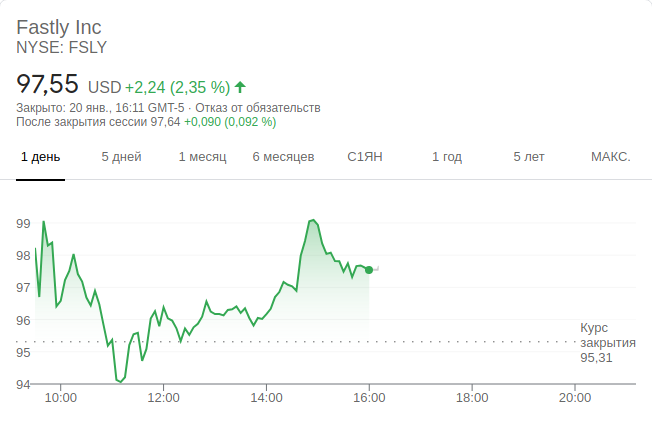 Fastly Inc
NYSE: FSLY
97,55 USD +2,24 (2,35 %)
Закрыто: 20 янв., 16:11 GMT-5 · Отказ от обязательств
После закрытия сессии 97,64 +0,090 (0,092 %)
1 день 5 дней 1 месяц 6 месяцев С1ЯН 1 год 5 лет МАКС.
99
98
97
96
95
94
Курс
закрытия
95,31
10:00 12:00 14:00 16:00 18:00 20:00